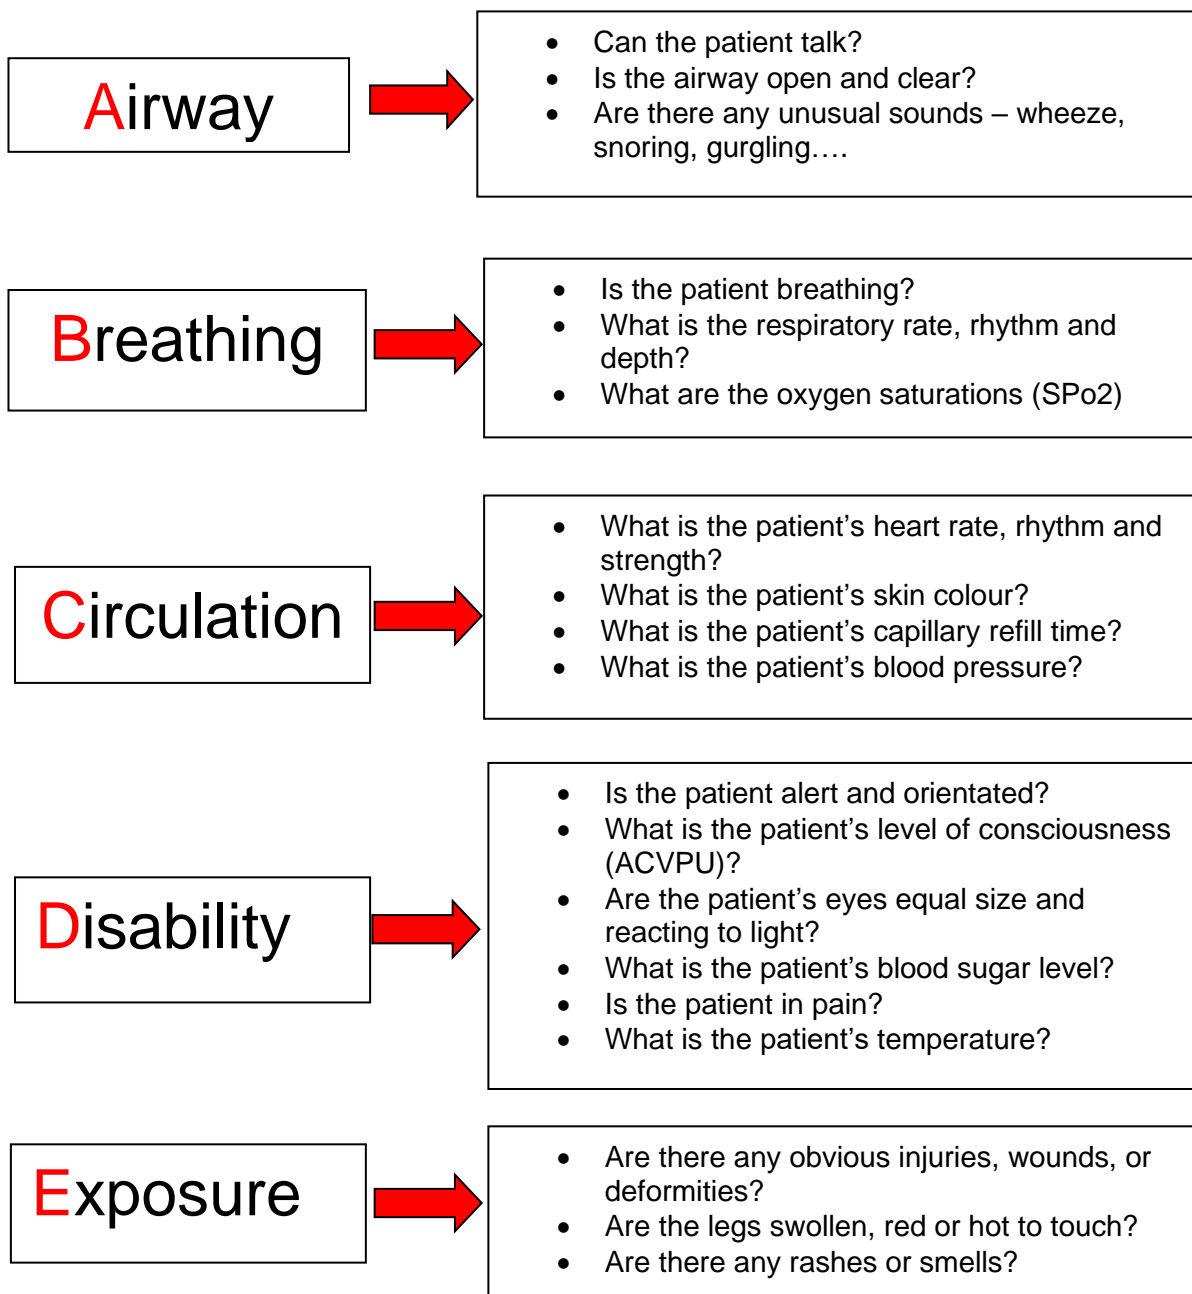 Airway
• Can the patient talk?
• Is the airway open and clear?
• Are there any unusual sounds – wheeze,
snoring, gurgling….
Breathing
• Is the patient breathing?
• What is the respiratory rate, rhythm and
depth?
• What are the oxygen saturations (SPo2)
Circulation
• What is the patient’s heart rate, rhythm and
strength?
• What is the patient’s skin colour?
• What is the patient’s capillary refill time?
• What is the patient’s blood pressure?
Disability
• Is the patient alert and orientated?
• What is the patient’s level of consciousness
(ACVPU)?
• Are the patient’s eyes equal size and
reacting to light?
• What is the patient’s blood sugar level?
• Is the patient in pain?
• What is the patient’s temperature?
Exposure
• Are there any obvious injuries, wounds, or
deformities?
• Are the legs swollen, red or hot to touch?
• Are there any rashes or smells?